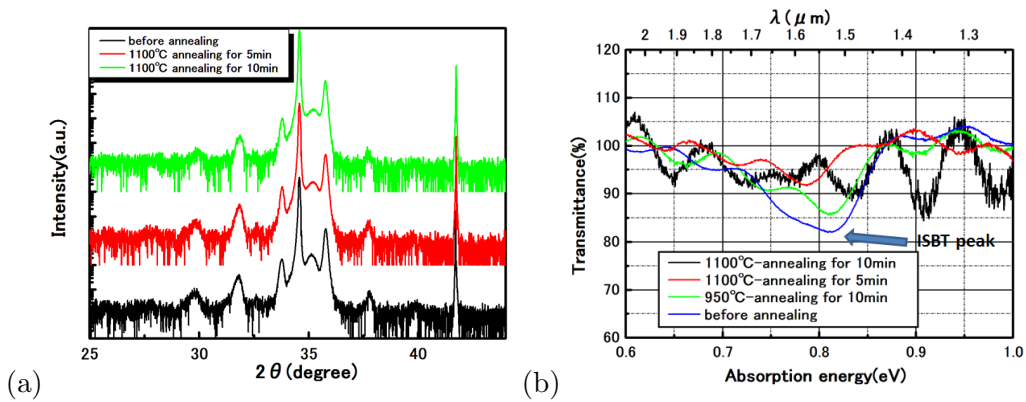 before annealing
1100℃ annealing for 5min
1100℃ annealing for 10min
Intensity(a.u.)
25 30 35 40
2θ(degree)
(a)
λ(μm)
2 1.9 1.8 1.7 1.6 1.5 1.4 1.3
120
110
100
90
80
70
60
Transmittance(%)
ISBT peak
1100℃-annealing for 10min
1100℃-annealing for 5min
950℃-annealing for 10min
before annealing
0.6 0.7 0.8 0.9 1.0
Absorption energy(eV)
(b)